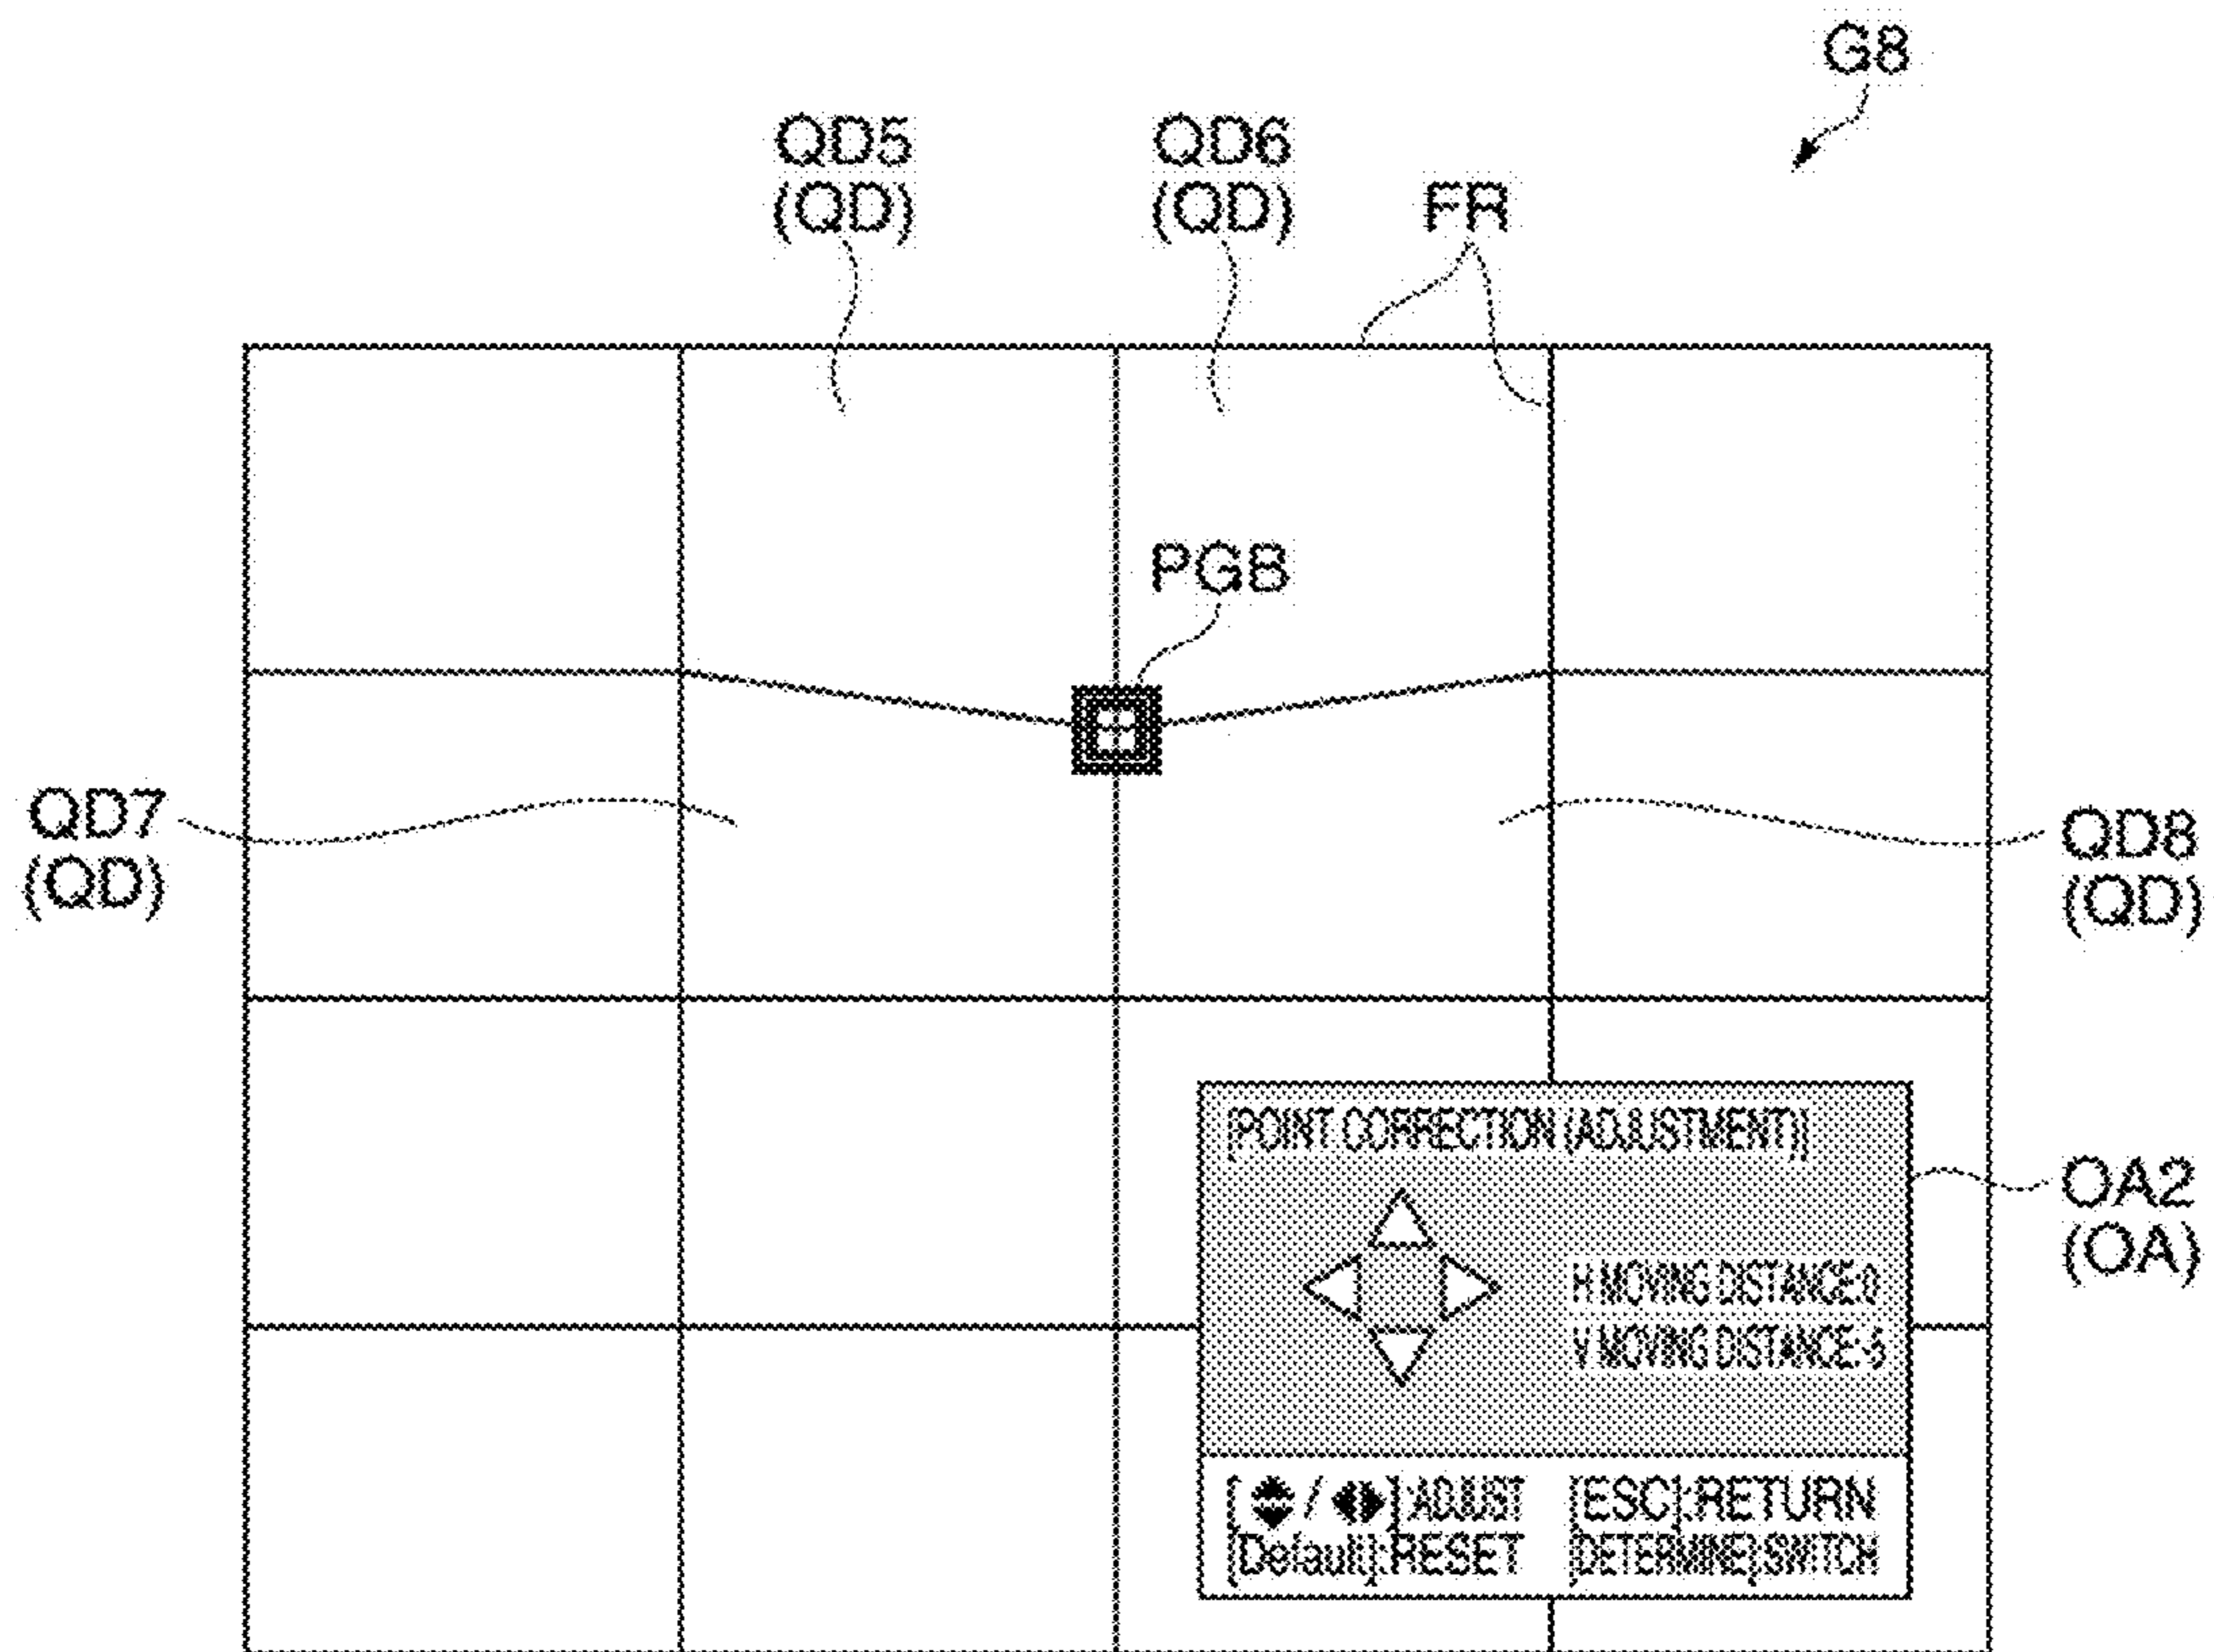 G8
QD5
(QD)
QD6
(QD)
FR
PGB
QD7
(QD)
QD8
(QD)
[POINT CORRECTION (ADJUSTMENT)]
OA2
(OA)
H MOVING DISTANCE:0
V MOVING DISTANCE:-5
[ / ]:ADJUST [ESC]:RETURN
[Default]:RESET [DETERMINE]:SWITCH